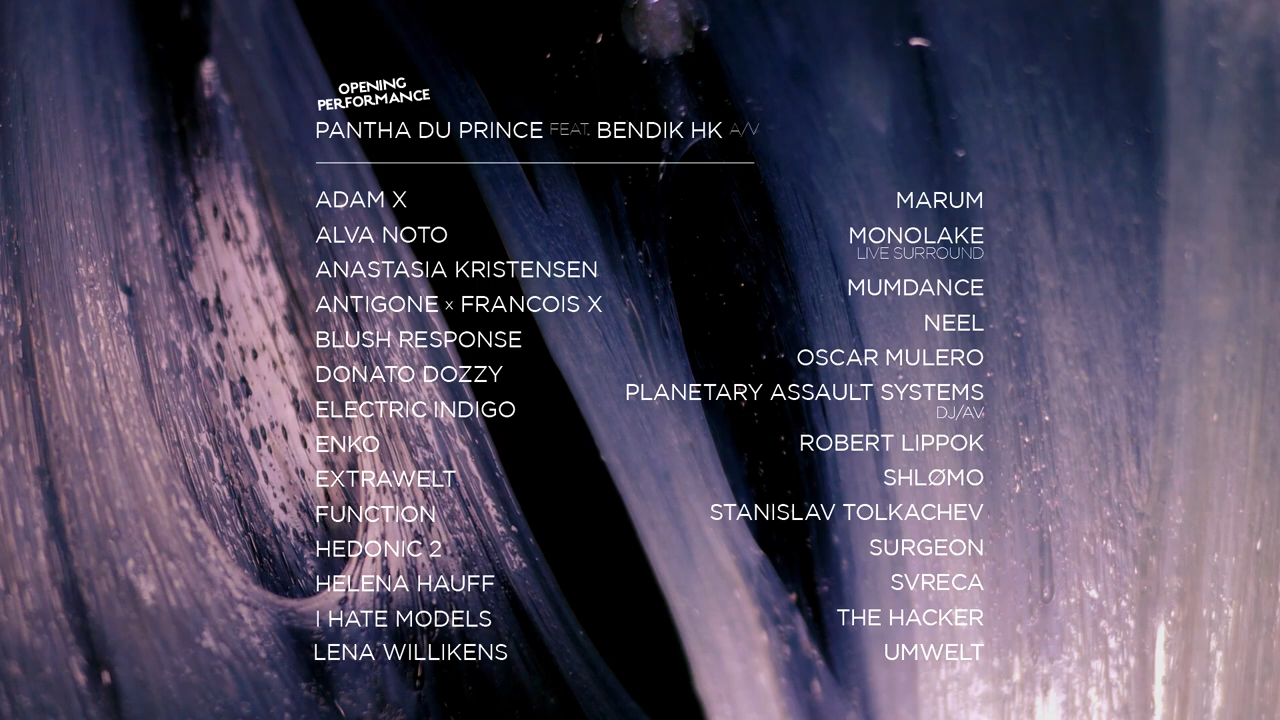 OPENING
PERFORMANCE
PANTHA DU PRINCE FEAT. BENDIK HK A/V
ADAM X
ALVA NOTO
ANASTASIA KRISTENSEN
ANTIGONE x FRANCOIS X
BLUSH RESPONSE
DONATO DOZZY
ELECTRIC INDIGO
ENKO
EXTRAWELT
FUNCTION
HEDONIC 2
HELENA HAUFF
I HATE MODELS
LENA WILLIKENS
MARUM
MONOLAKE
LIVE SURROUND
MUMDANCE
NEEL
OSCAR MULERO
PLANETARY ASSAULT SYSTEMS
DJ/AV
ROBERT LIPPOK
SHLØMO
STANISLAV TOLKACHEV
SURGEON
SVRECA
THE HACKER
UMWELT